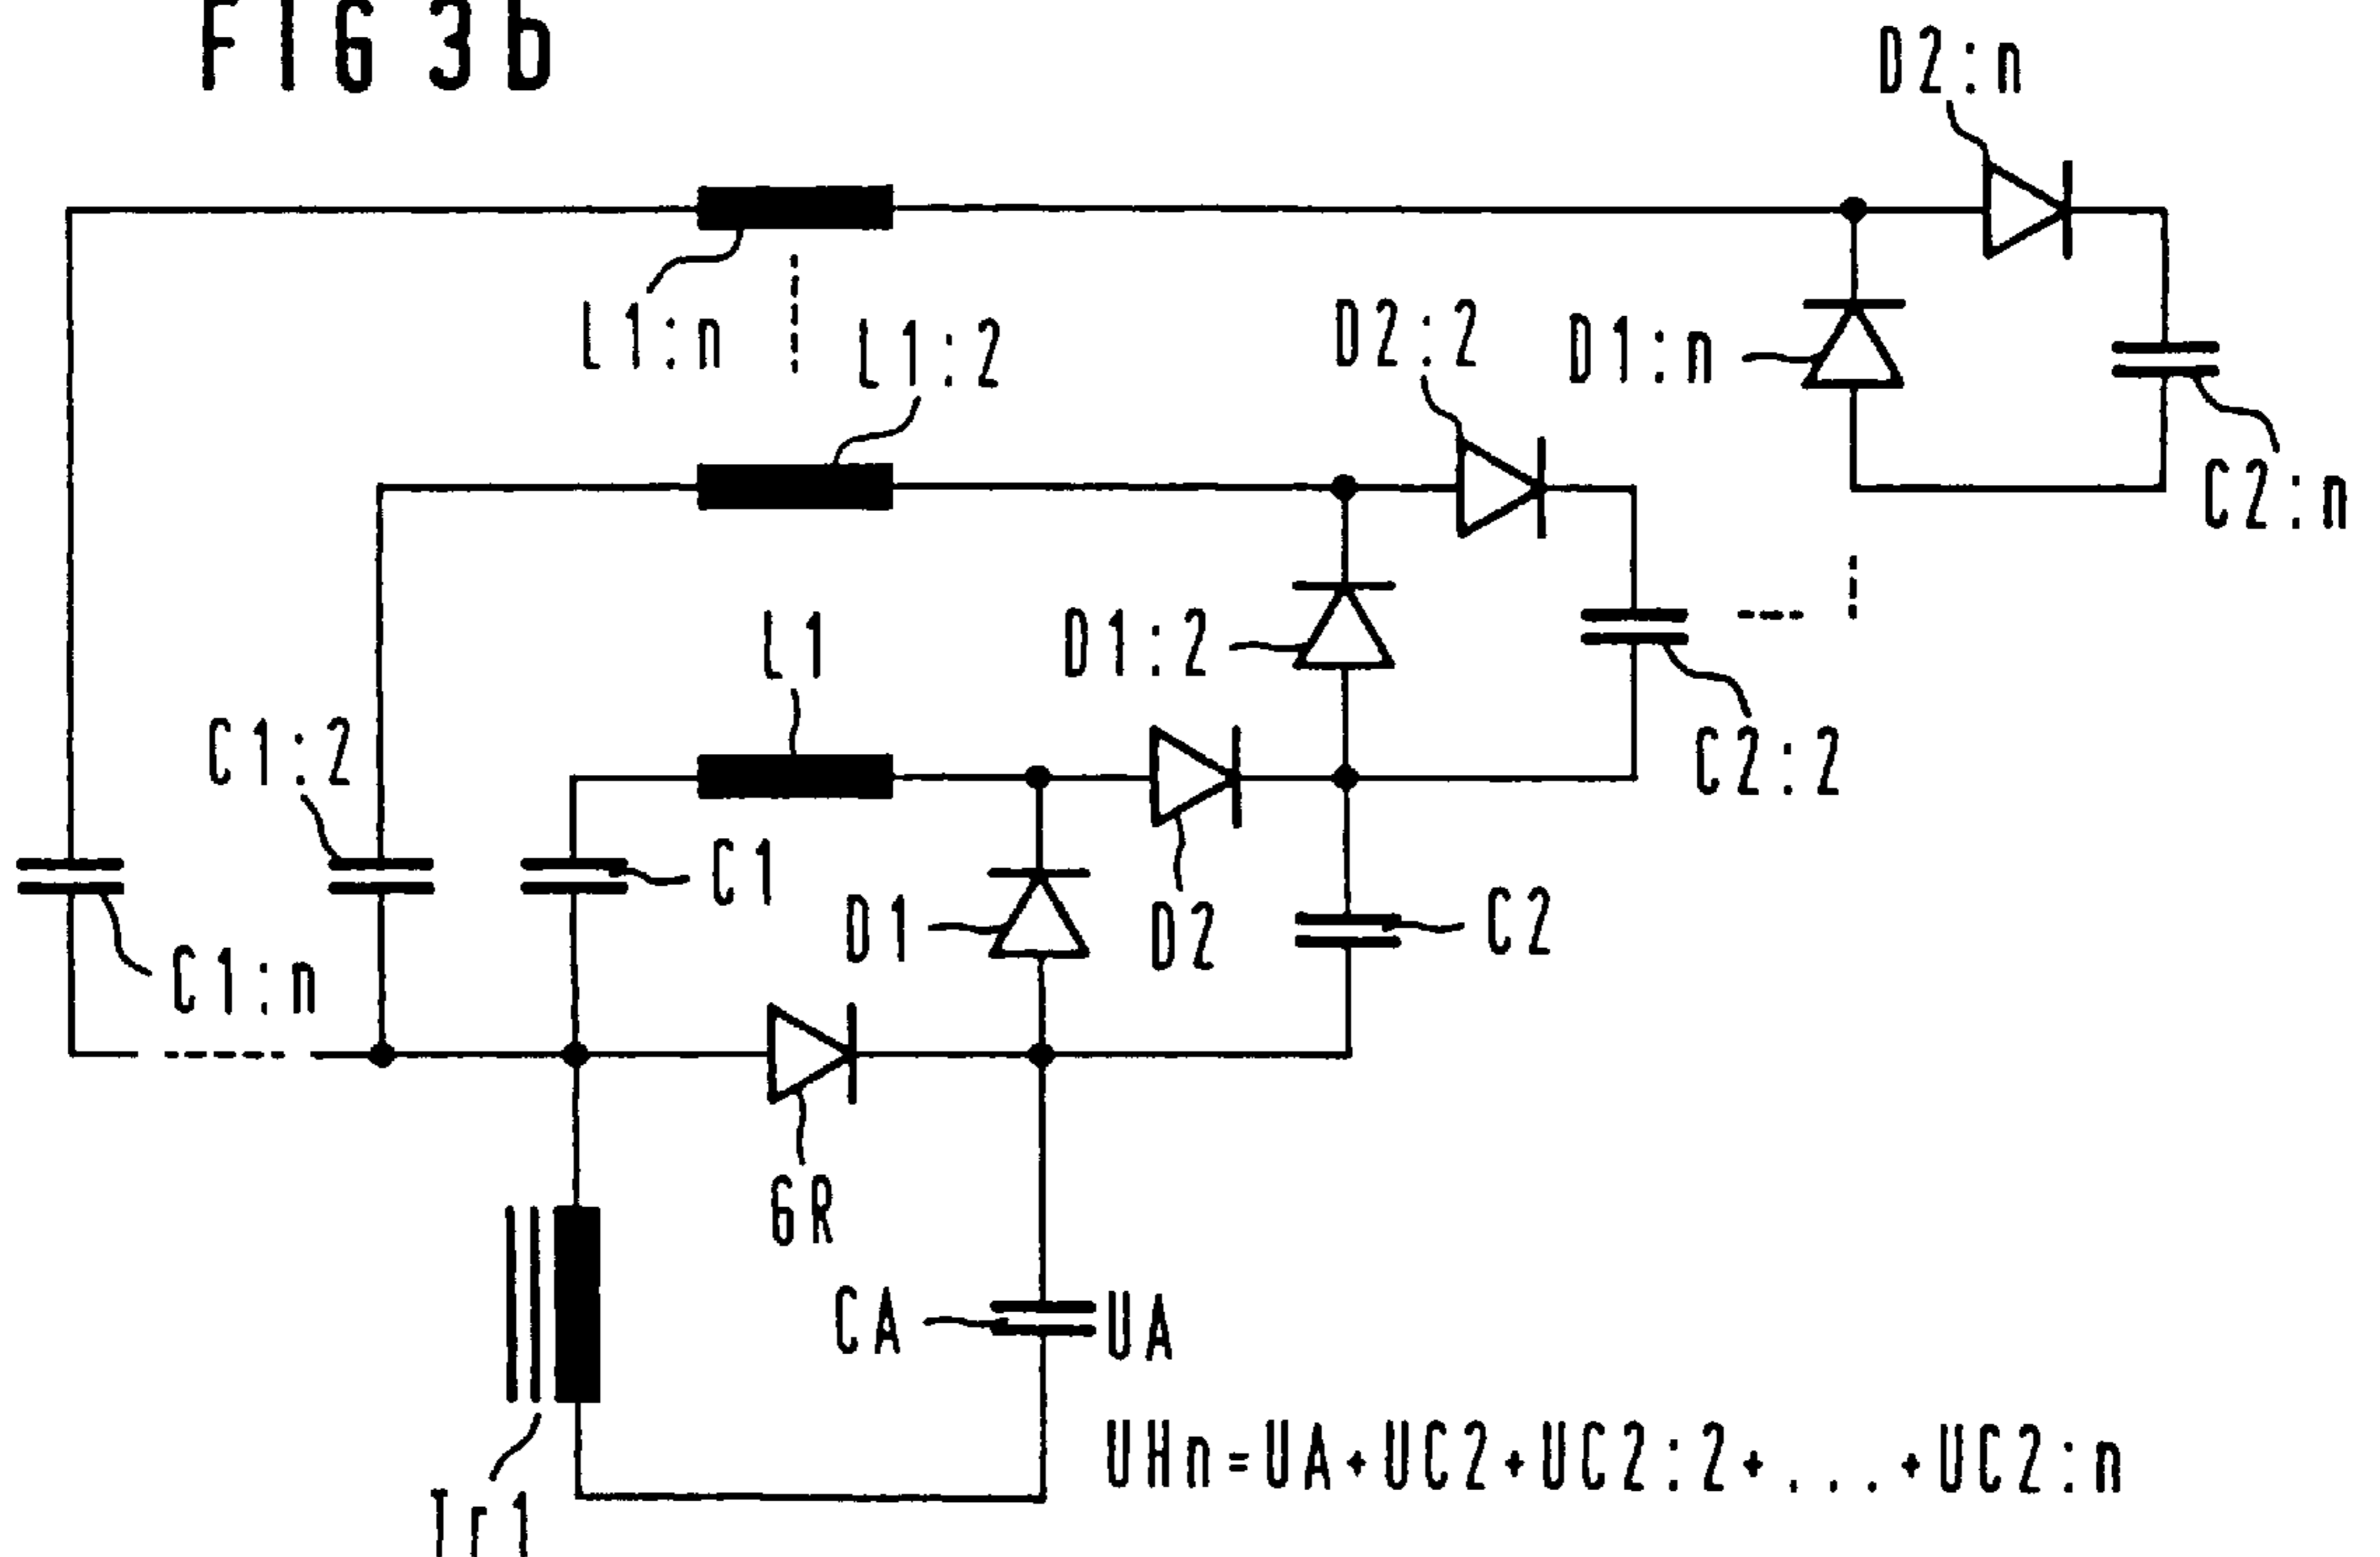 FIG 3b
D2:n
L1:n
L1:2
D2:2
D1:n
C2:n
L1
D1:2
C1:2
C2:2
C1
D1
D2
C2
C1:n
GR
CA
UA
UHn=UA+UC2+UC2:2+...+UC2:n
Tr1